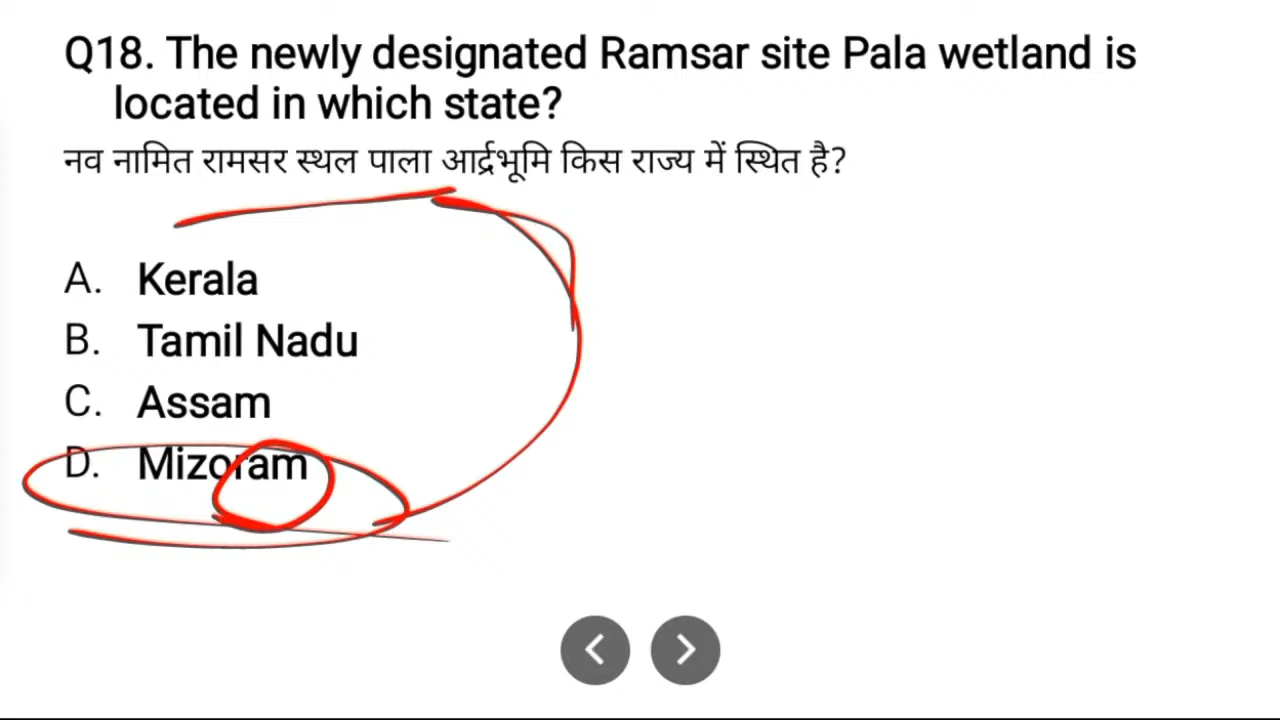 Q18. The newly designated Ramsar site Pala wetland is
located in which state?
नव नामित रामसर स्थल पाला आर्द्रभूमि किस राज्य में स्थित है?
A. Kerala
B. Tamil Nadu
C. Assam
D. Mizoram